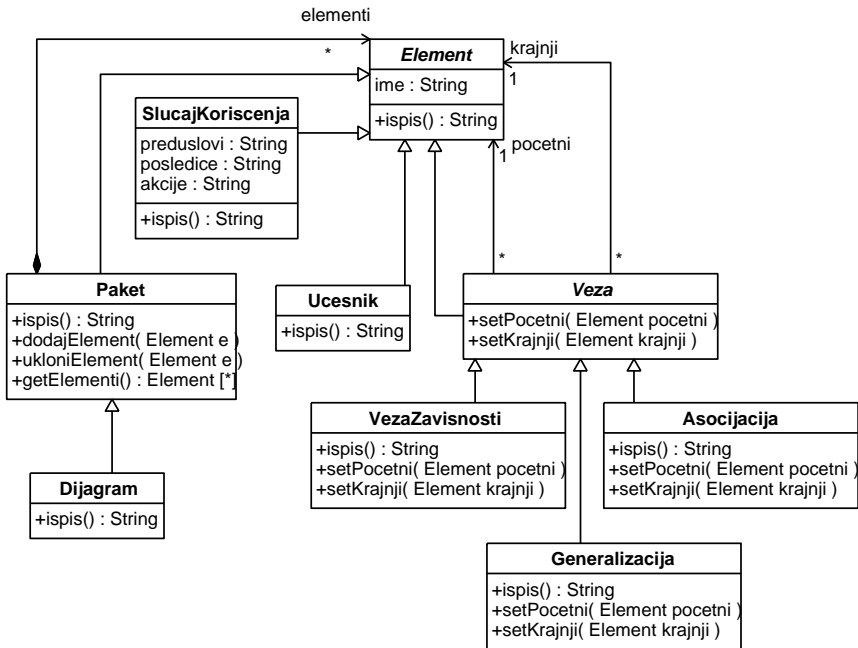 elementi
*
Element
ime : String
+ispis() : String
krajnji
1
SlucajKoriscenja
preduslovi : String
posledice : String
akcije : String
+ispis() : String
pocetni
1
*
*
Paket
+ispis() : String
+dodajElement( Element e )
+ukloniElement( Element e )
+getElementi() : Element [*]
Ucesnik
+ispis() : String
Veza
+setPocetni( Element pocetni )
+setKrajnji( Element krajnji )
VezaZavisnosti
+ispis() : String
+setPocetni( Element pocetni )
+setKrajnji( Element krajnji )
Asocijacija
+ispis() : String
+setPocetni( Element pocetni )
+setKrajnji( Element krajnji )
Dijagram
+ispis() : String
Generalizacija
+ispis() : String
+setPocetni( Element pocetni )
+setKrajnji( Element krajnji )